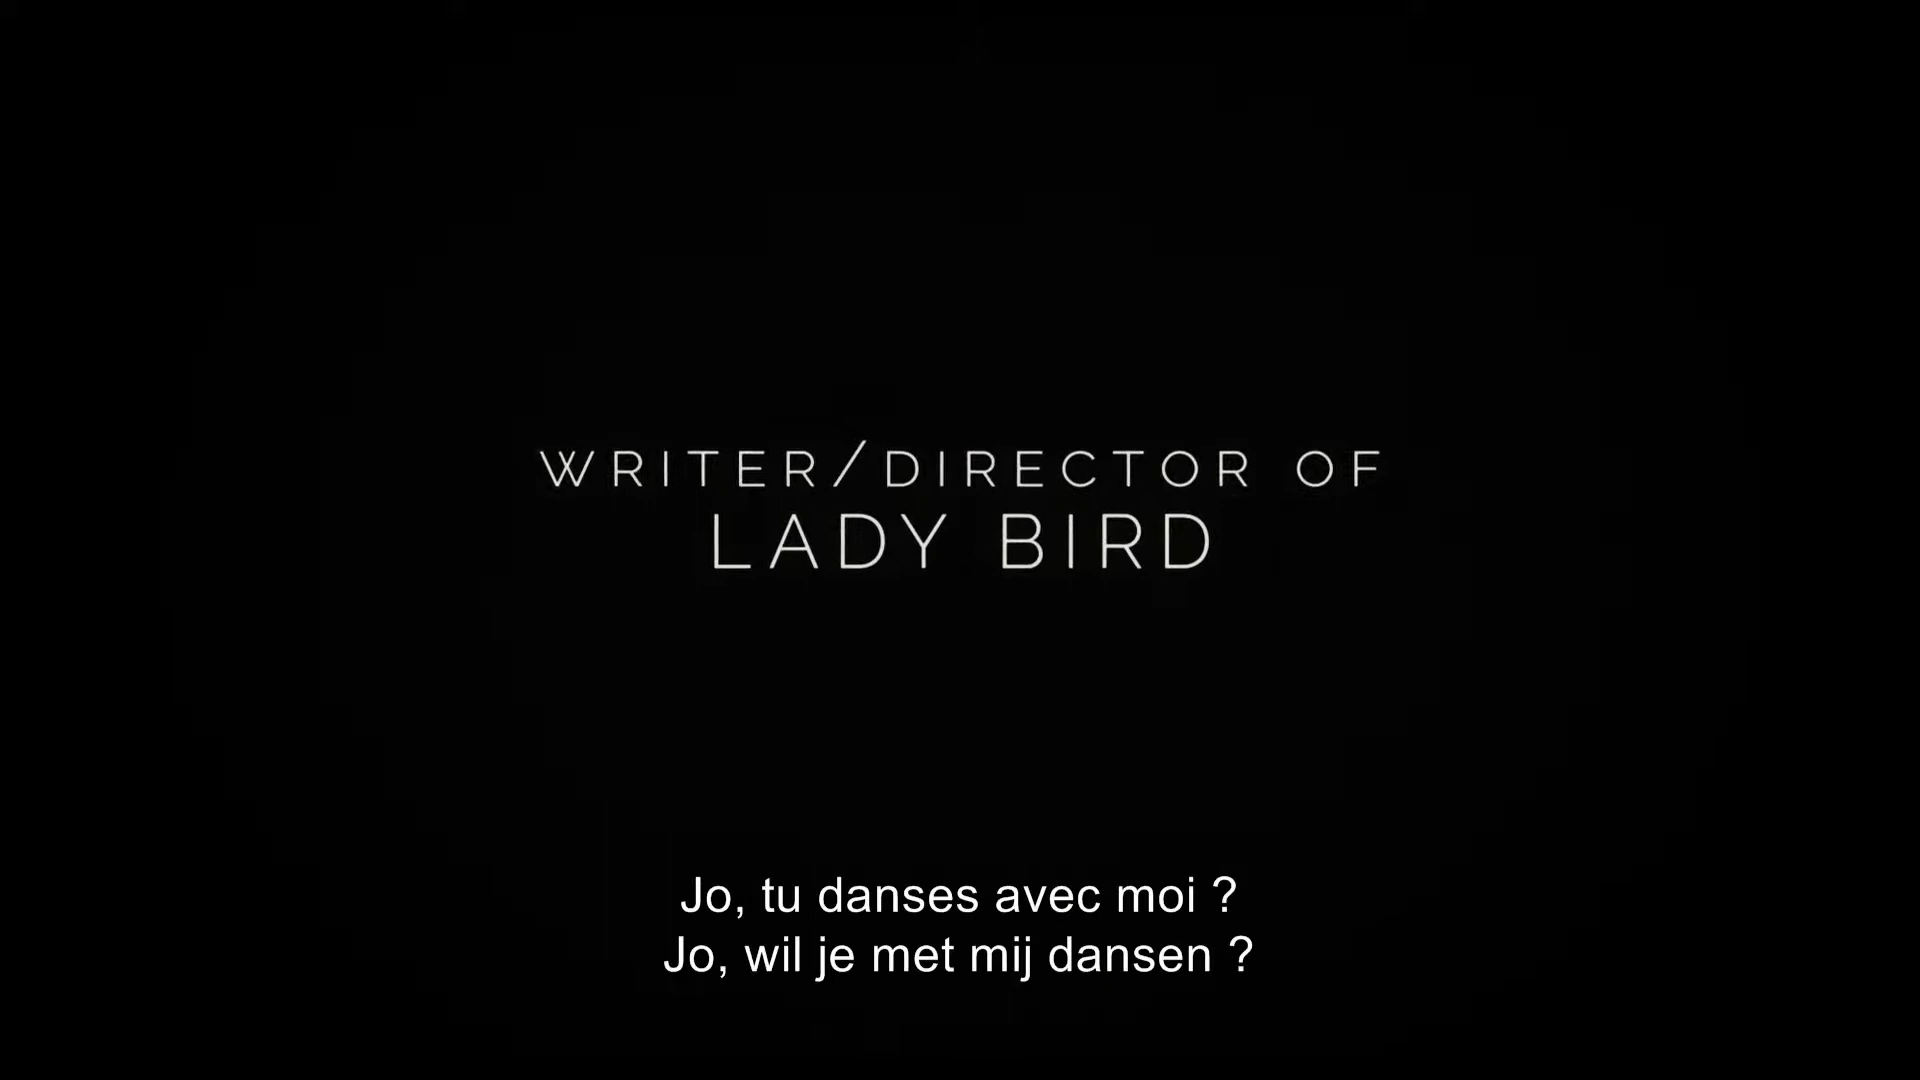 WRITER/DIRECTOR OF
LADY BIRD
Jo, tu danses avec moi ?
Jo, wil je met mij dansen ?